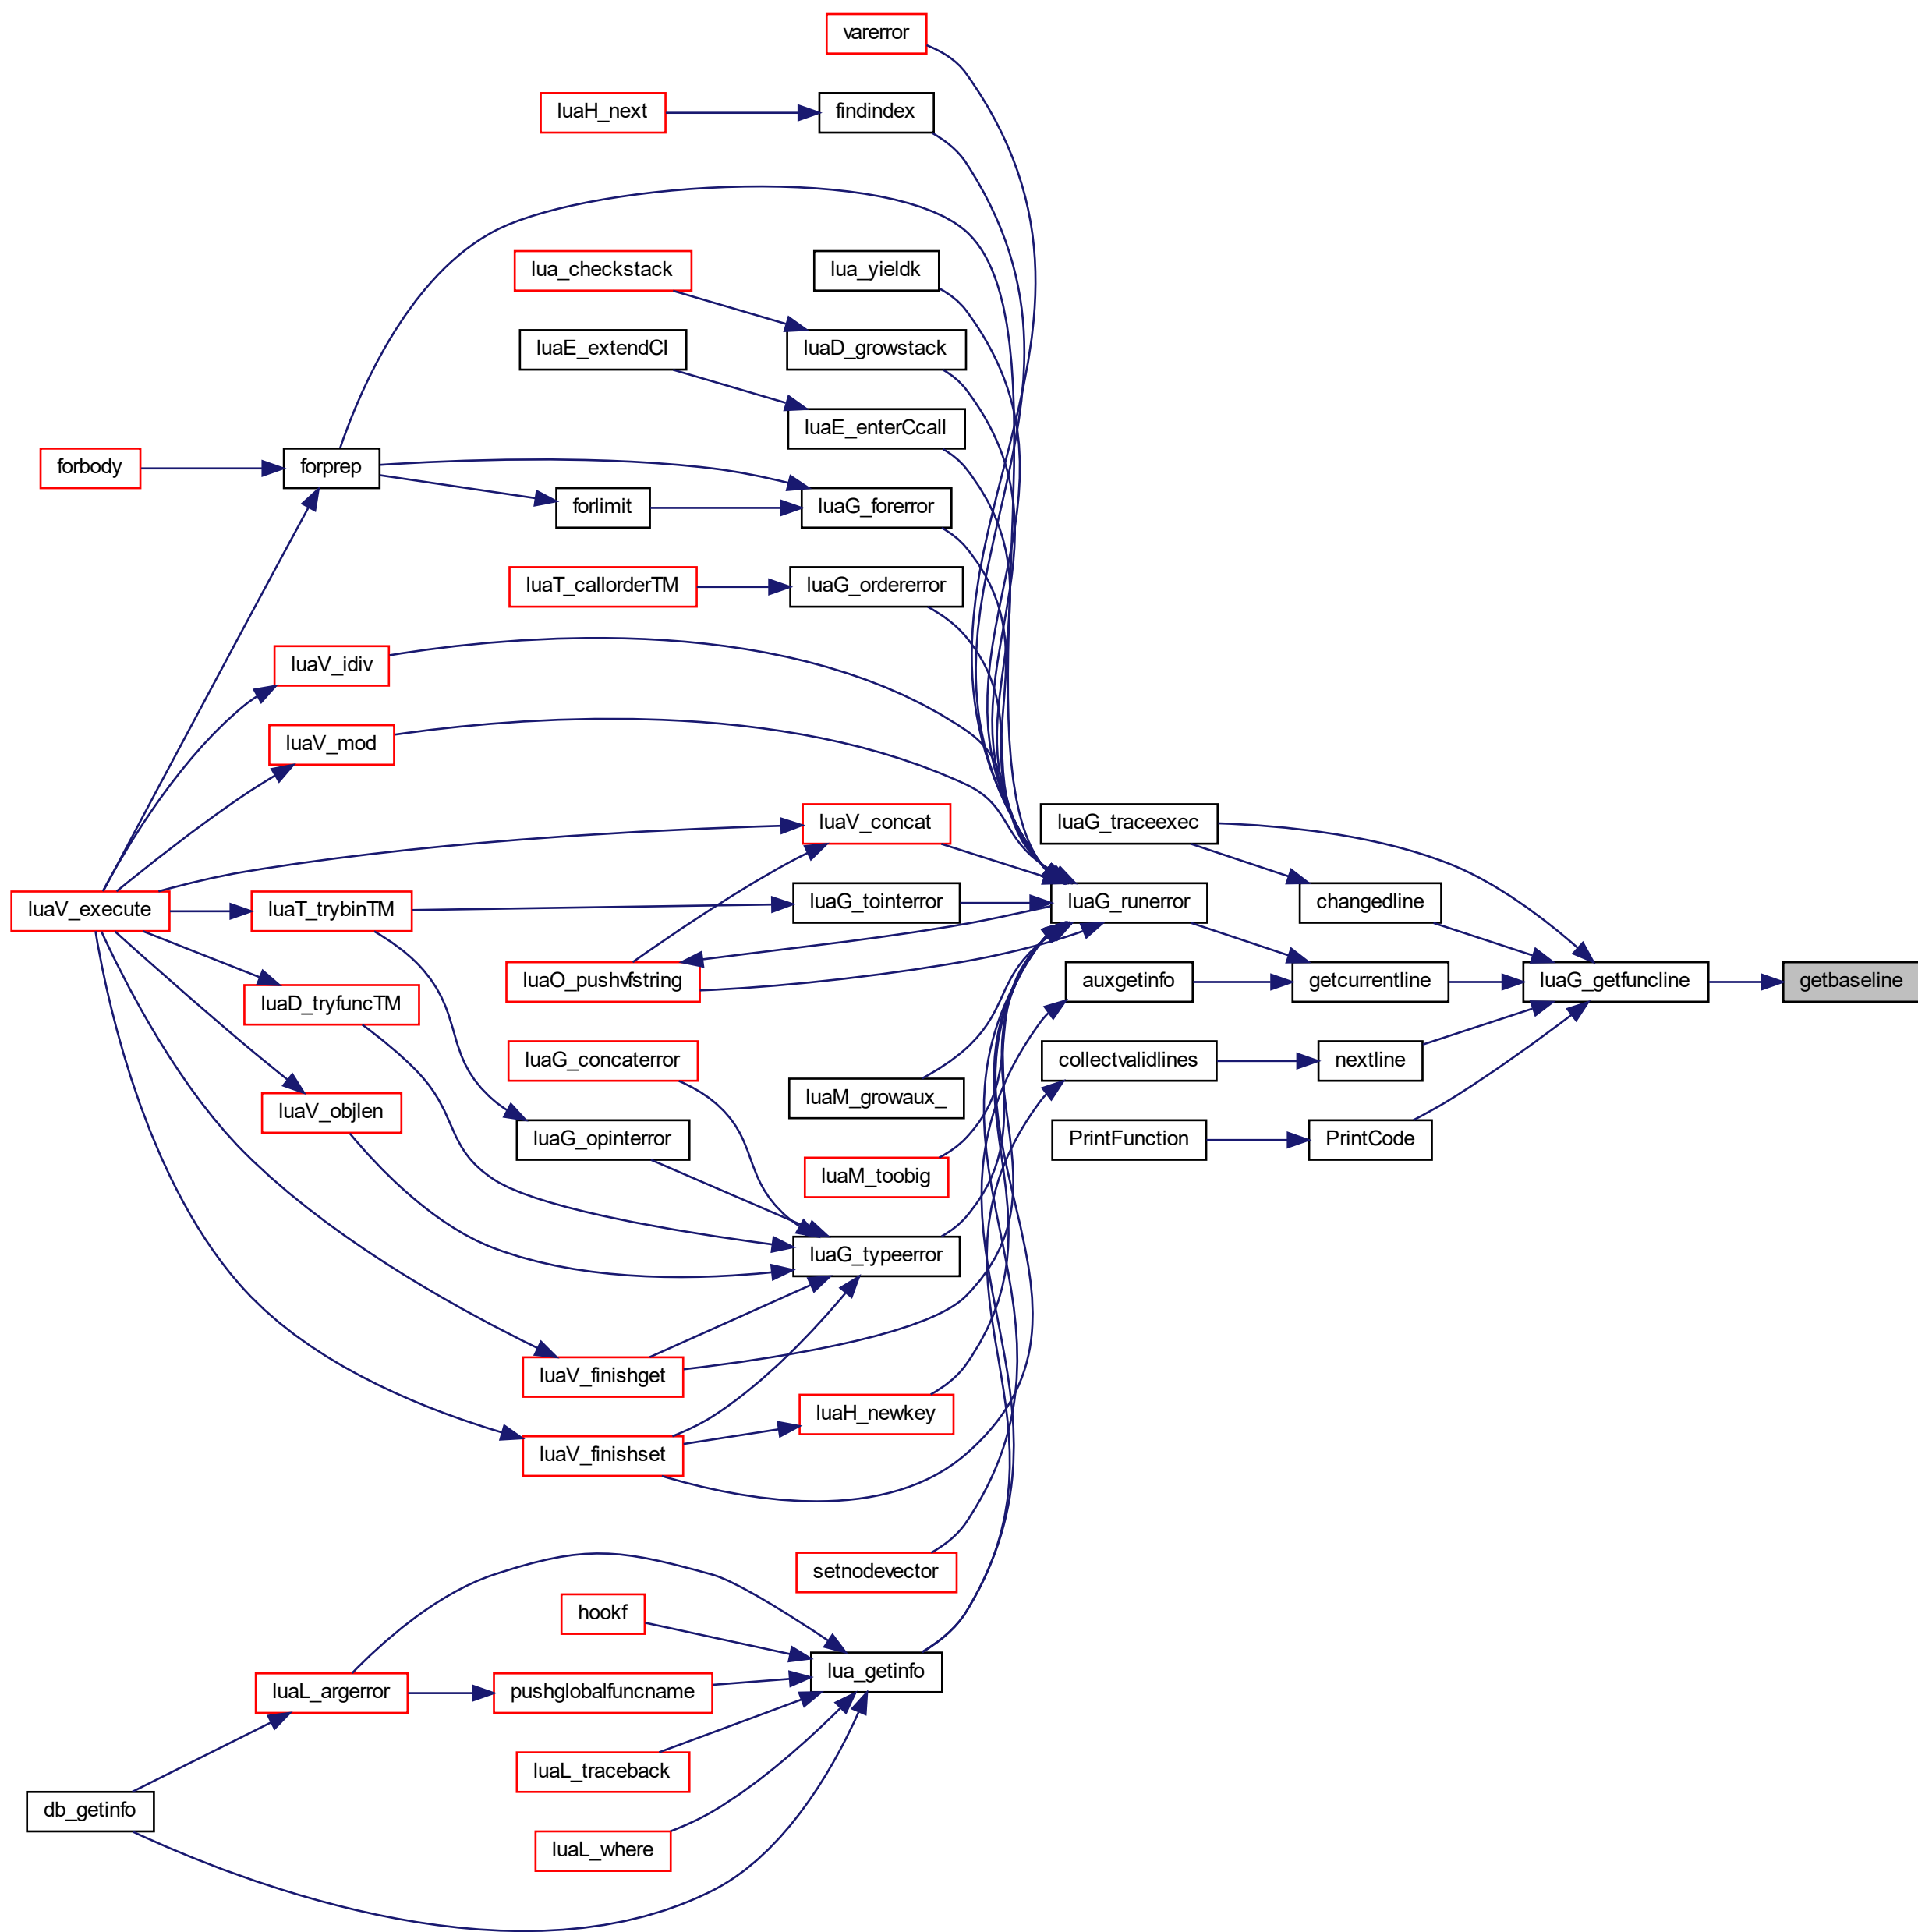 varerror
luaH_next
findindex
lua_checkstack
lua_yieldk
luaE_extendCI
luaD_growstack
luaE_enterCcall
forbody
forprep
forlimit
luaG_forerror
luaT_callorderTM
luaG_ordererror
luaV_idiv
luaV_mod
luaV_concat
luaG_traceexec
luaV_execute
luaT_trybinTM
luaG_tointerror
luaG_runerror
changedline
luaO_pushvfstring
auxgetinfo
getcurrentline
luaG_getfuncline
getbaseline
luaD_tryfuncTM
luaG_concaterror
collectvalidlines
nextline
luaM_growaux_
luaV_objlen
luaG_opinterror
PrintFunction
PrintCode
luaM_toobig
luaG_typeerror
luaV_finishget
luaH_newkey
luaV_finishset
setnodevector
hookf
lua_getinfo
luaL_argerror
pushglobalfuncname
luaL_traceback
db_getinfo
luaL_where